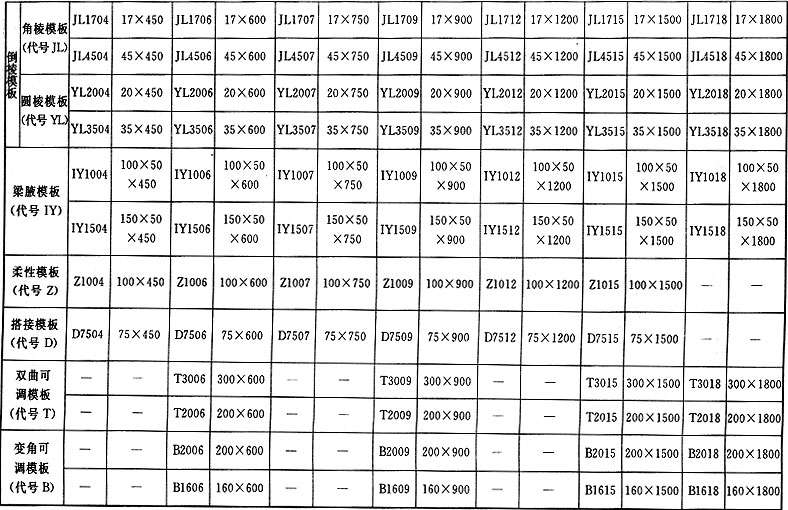 倒棱模板
角棱模板
(代号JL)
JL1704 17×450 JL1706 17×600 JL1707 17×750 JL1709 17×900 JL1712 17×1200 JL1715 17×1500 JL1718 17×1800
JL4504 45×450 JL4506 45×600 JL4507 45×750 JL4509 45×900 JL4512 45×1200 JL4515 45×1500 JL4518 45×1800
圆棱模板
(代号YL)
YL2004 20×450 YL2006 20×600 YL2007 20×750 YL2009 20×900 YL2012 20×1200 YL2015 20×1500 YL2018 20×1800
YL3504 35×450 YL3506 35×600 YL3507 35×750 YL3509 35×900 YL3512 35×1200 YL3515 35×1500 YL3518 35×1800
梁腋模板
(代号IY)
IY1004 100×50×450 IY1006 100×50×600 IY1007 100×50×750 IY1009 100×50×900 IY1012 100×50×1200 IY1015 100×50×1500 IY1018 100×50×1800
IY1504 150×50×450 IY1506 150×50×600 IY1507 150×50×750 IY1509 150×50×900 IY1512 150×50×1200 IY1515 150×50×1500 IY1518 150×50×1800
柔性模板
(代号Z)
Z1004 100×450 Z1006 100×600 Z1007 100×750 Z1009 100×900 Z1012 100×1200 Z1015 100×1500 — —
搭接模板
(代号D)
D7504 75×450 D7506 75×600 D7507 75×750 D7509 75×900 D7512 75×1200 D7515 75×1500 — —
双曲可
调模板
(代号T)
— — T3006 300×600 — — T3009 300×900 — — T3015 300×1500 T3018 300×1800
— — T2006 200×600 — — T2009 200×900 — — T2015 200×1500 T2018 200×1800
变角可
调模板
(代号B)
— — B2006 200×600 — — B2009 200×900 — — B2015 200×1500 B2018 200×1800
— — B1606 160×600 — — B1609 160×900 — — B1615 160×1500 B1618 160×1800